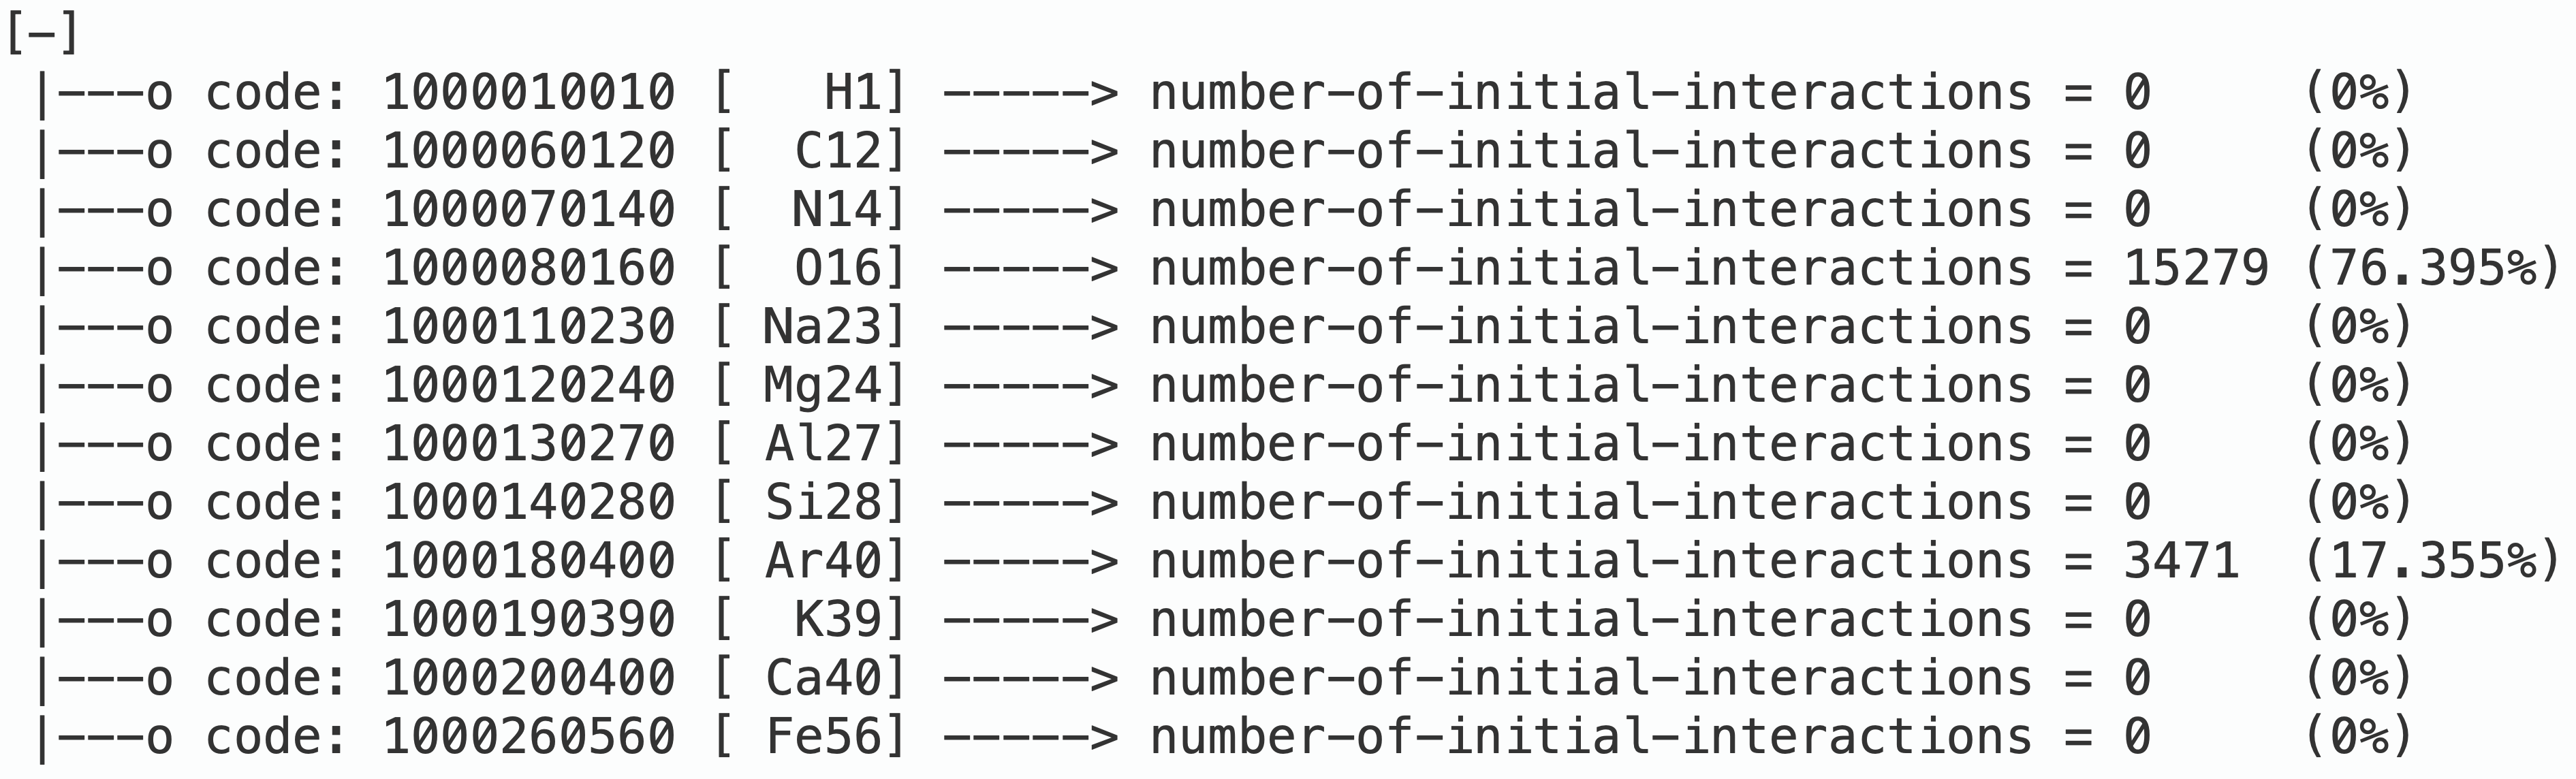 [-]
|---o code: 1000010010 [   H1] -----> number-of-initial-interactions = 0     (0%)
|---o code: 1000060120 [  C12] -----> number-of-initial-interactions = 0     (0%)
|---o code: 1000070140 [  N14] -----> number-of-initial-interactions = 0     (0%)
|---o code: 1000080160 [  O16] -----> number-of-initial-interactions = 15279 (76.395%)
|---o code: 1000110230 [ Na23] -----> number-of-initial-interactions = 0     (0%)
|---o code: 1000120240 [ Mg24] -----> number-of-initial-interactions = 0     (0%)
|---o code: 1000130270 [ Al27] -----> number-of-initial-interactions = 0     (0%)
|---o code: 1000140280 [ Si28] -----> number-of-initial-interactions = 0     (0%)
|---o code: 1000180400 [ Ar40] -----> number-of-initial-interactions = 3471  (17.355%)
|---o code: 1000190390 [  K39] -----> number-of-initial-interactions = 0     (0%)
|---o code: 1000200400 [ Ca40] -----> number-of-initial-interactions = 0     (0%)
|---o code: 1000260560 [ Fe56] -----> number-of-initial-interactions = 0     (0%)